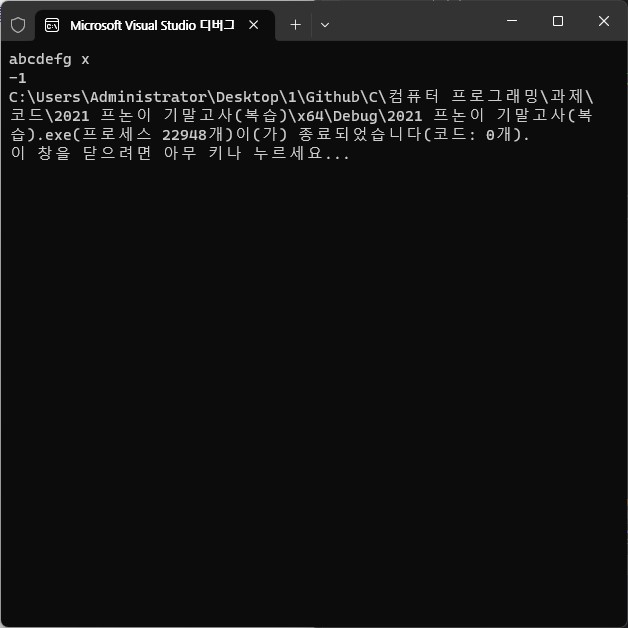 Microsoft Visual Studio 디버그
abcdefg x
-1
C:\Users\Administrator\Desktop\1\Github\C\컴퓨터 프로그래밍\과제\
코드\2021 프논이 기말고사(복습)\x64\Debug\2021 프논이 기말고사(복
습).exe(프로세스 22948개)이(가) 종료되었습니다(코드: 0개).
이 창을 닫으려면 아무 키나 누르세요...